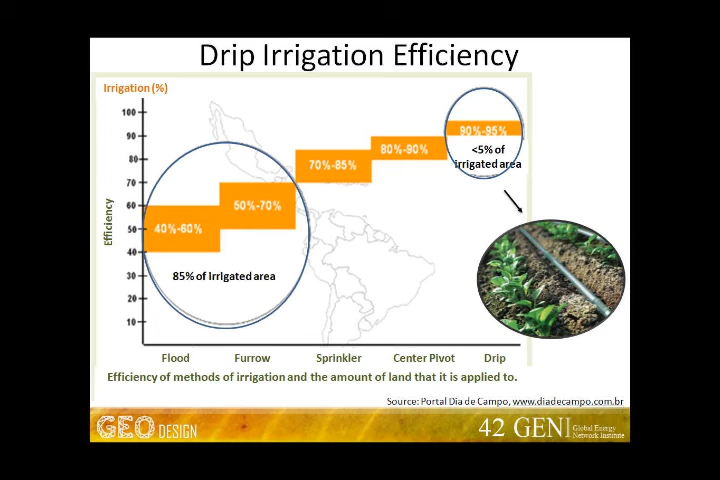 Drip Irrigation Efficiency
Irrigation (%)
100
90
80
70
60
50
40
30
20
10
Efficiency
40%-60%
50%-70%
70%-85%
80%-90%
90%-95%
<5% of
irrigated area
85% of Irrigated area
Flood
Furrow
Sprinkler
Center Pivot
Drip
Efficiency of methods of irrigation and the amount of land that it is applied to.
Source: Portal Dia de Campo, www.diadecampo.com.br
GEO DESIGN
42 GENI Global Energy
Network Institute